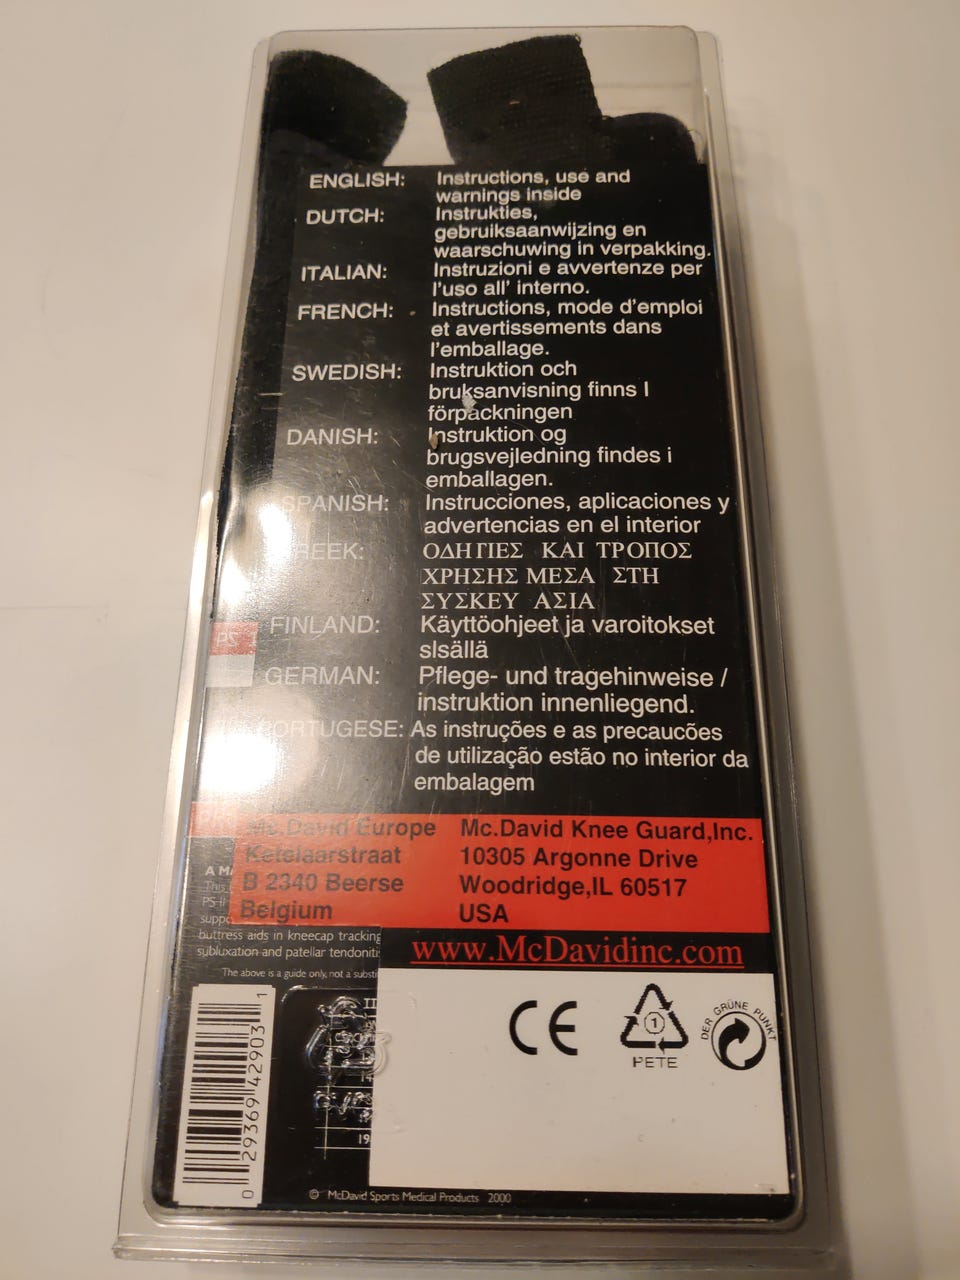 ENGLISH: Instructions, use and
warnings inside
DUTCH: Instrukties,
gebruiksaanwijzing en
waarschuwing in verpakking.
ITALIAN: Instruzioni e avvertenze per
l'uso all' interno.
FRENCH: Instructions, mode d'emploi
et avertissements dans
l'emballage.
SWEDISH: Instruktion och
bruksanvisning finns I
förpackningen
DANISH: Instruktion og
brugsvejledning findes i
emballagen.
SPANISH: Instrucciones, aplicaciones y
advertencias en el interior
REEK: ΟΔΗΓΙΕΣ ΚΑΙ ΤΡΟΠΟΣ
ΧΡΗΣΗΣ ΜΕΣΑ ΣΤΗ
ΣΥΣΚΕΥ ΑΣΙΑ
FINLAND: Käyttöohjeet ja varoitokset
slsällä
GERMAN: Pflege- und tragehinweise /
instruktion innenliegend.
PORTUGESE: As instruções e as precaucões
de utilização estão no interior da
embalagem
Mc.David Europe
Ketelaarstraat
B 2340 Beerse
Belgium
Mc.David Knee Guard,Inc.
10305 Argonne Drive
Woodridge,IL 60517
USA
www.McDavidinc.com
A M
This
PS II
suppo
buttress aids in kneecap tracking
subluxation and patellar tendonitis
The above is a guide only, not a substi
0 29369 42903 1
CE
1
PETE
DER GRÜNE PUNKT
© McDavid Sports Medical Products 2000